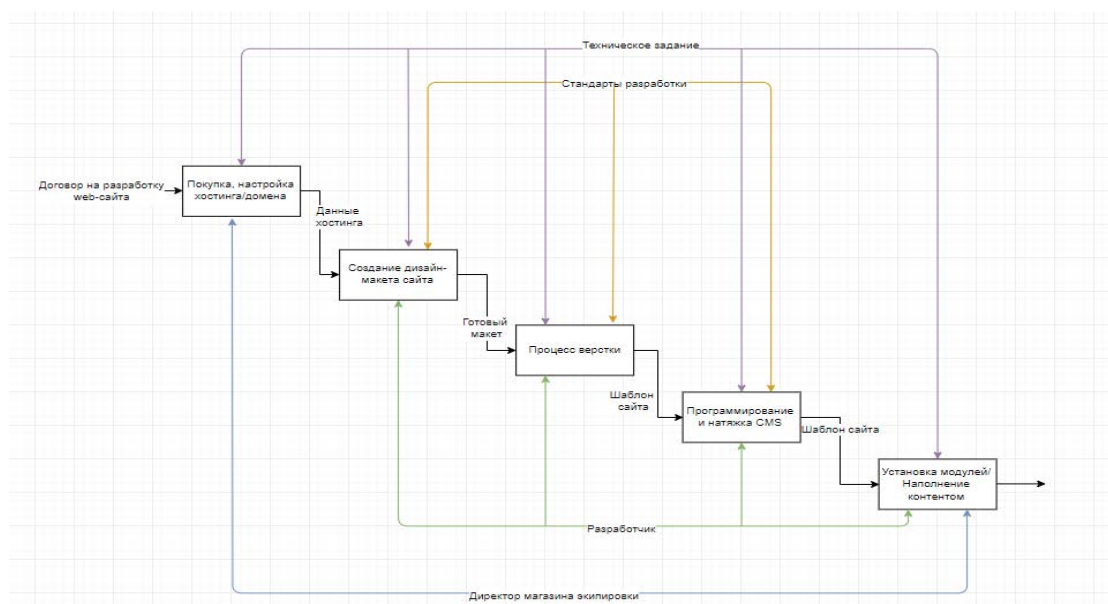 Техническое задание
Стандарты разработки
Договор на разработку
web-сайта
Покупка, настройка
хостинга/домена
Данные
хостинга
Создание дизайн-
макета сайта
Готовый
макет
Процесс верстки
Шаблон
сайта
Программирование
и натяжка CMS
Шаблон сайта
Установка модулей/
Наполнение
контентом
Разработчик
Директор магазина экипировки